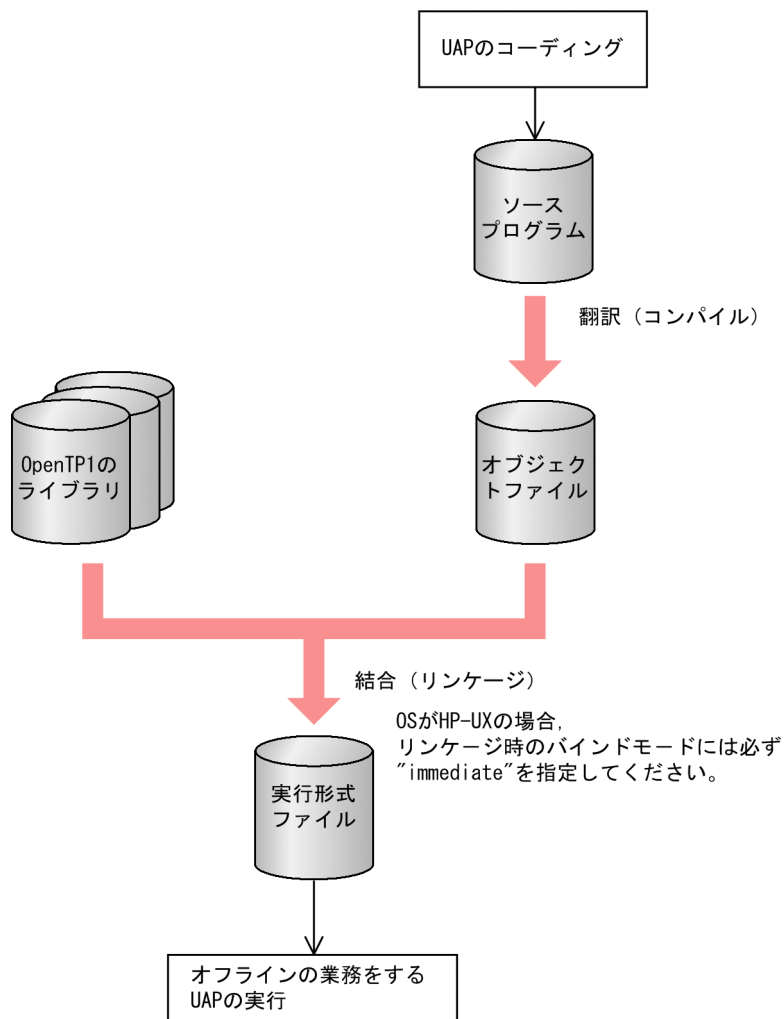 UAPのコーディング
ソース
プログラム
翻訳（コンパイル）
OpenTP1の
ライブラリ
オブジェク
トファイル
結合（リンケージ）
OSがHP-UXの場合,
リンケージ時のバインドモードには必ず
"immediate"を指定してください。
実行形式
ファイル
オフラインの業務をする
UAPの実行